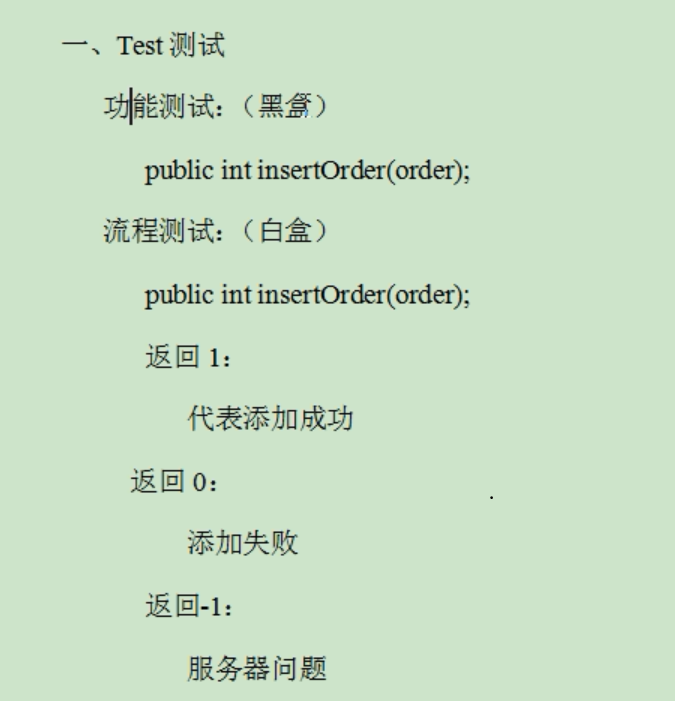 一、Test 测试
功能测试：（黑盒）
public int insertOrder(order);
流程测试：（白盒）
public int insertOrder(order);
返回 1：
代表添加成功
返回 0：
添加失败
返回-1：
服务器问题